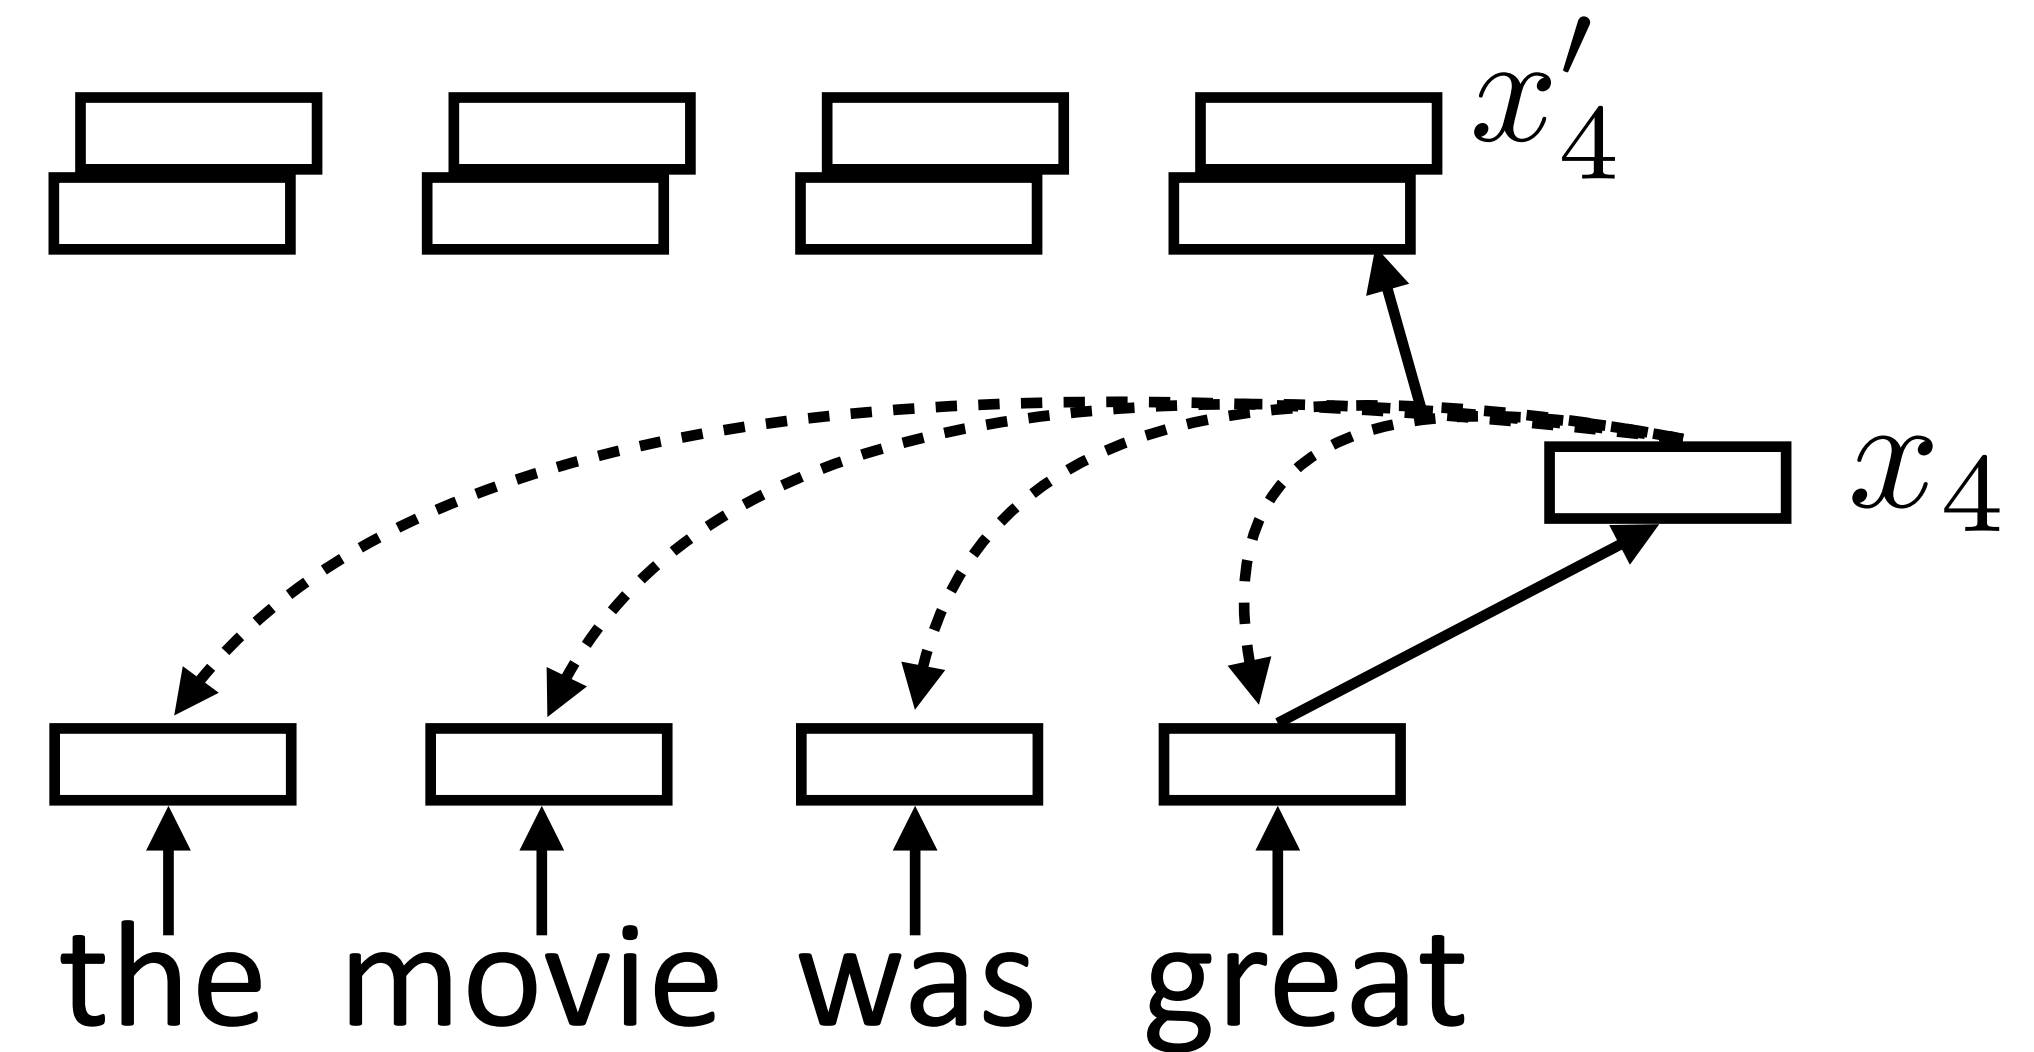 x′₄
x₄
the movie was great